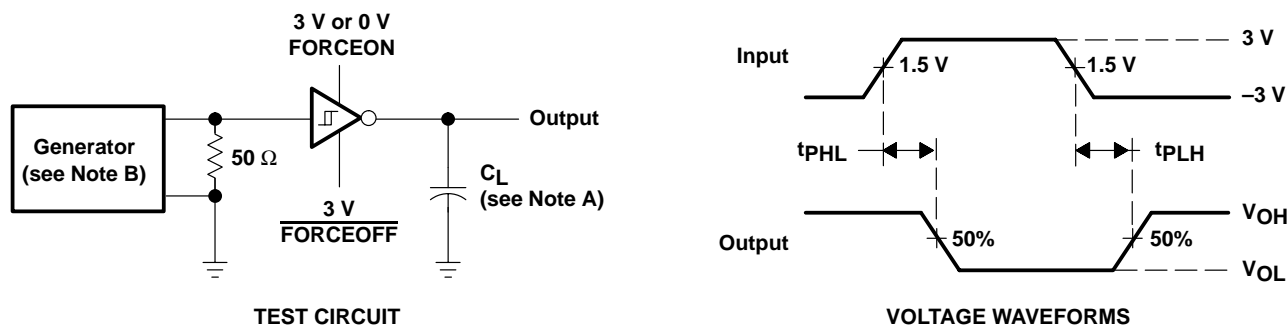 3 V or 0 V
FORCEON
Generator
(see Note B)
50 Ω
Output
CL
(see Note A)
3 V
FORCEOFF
TEST CIRCUIT
Input
3 V
1.5 V
1.5 V
–3 V
tPHL
tPLH
Output
VOH
50%
50%
VOL
VOLTAGE WAVEFORMS